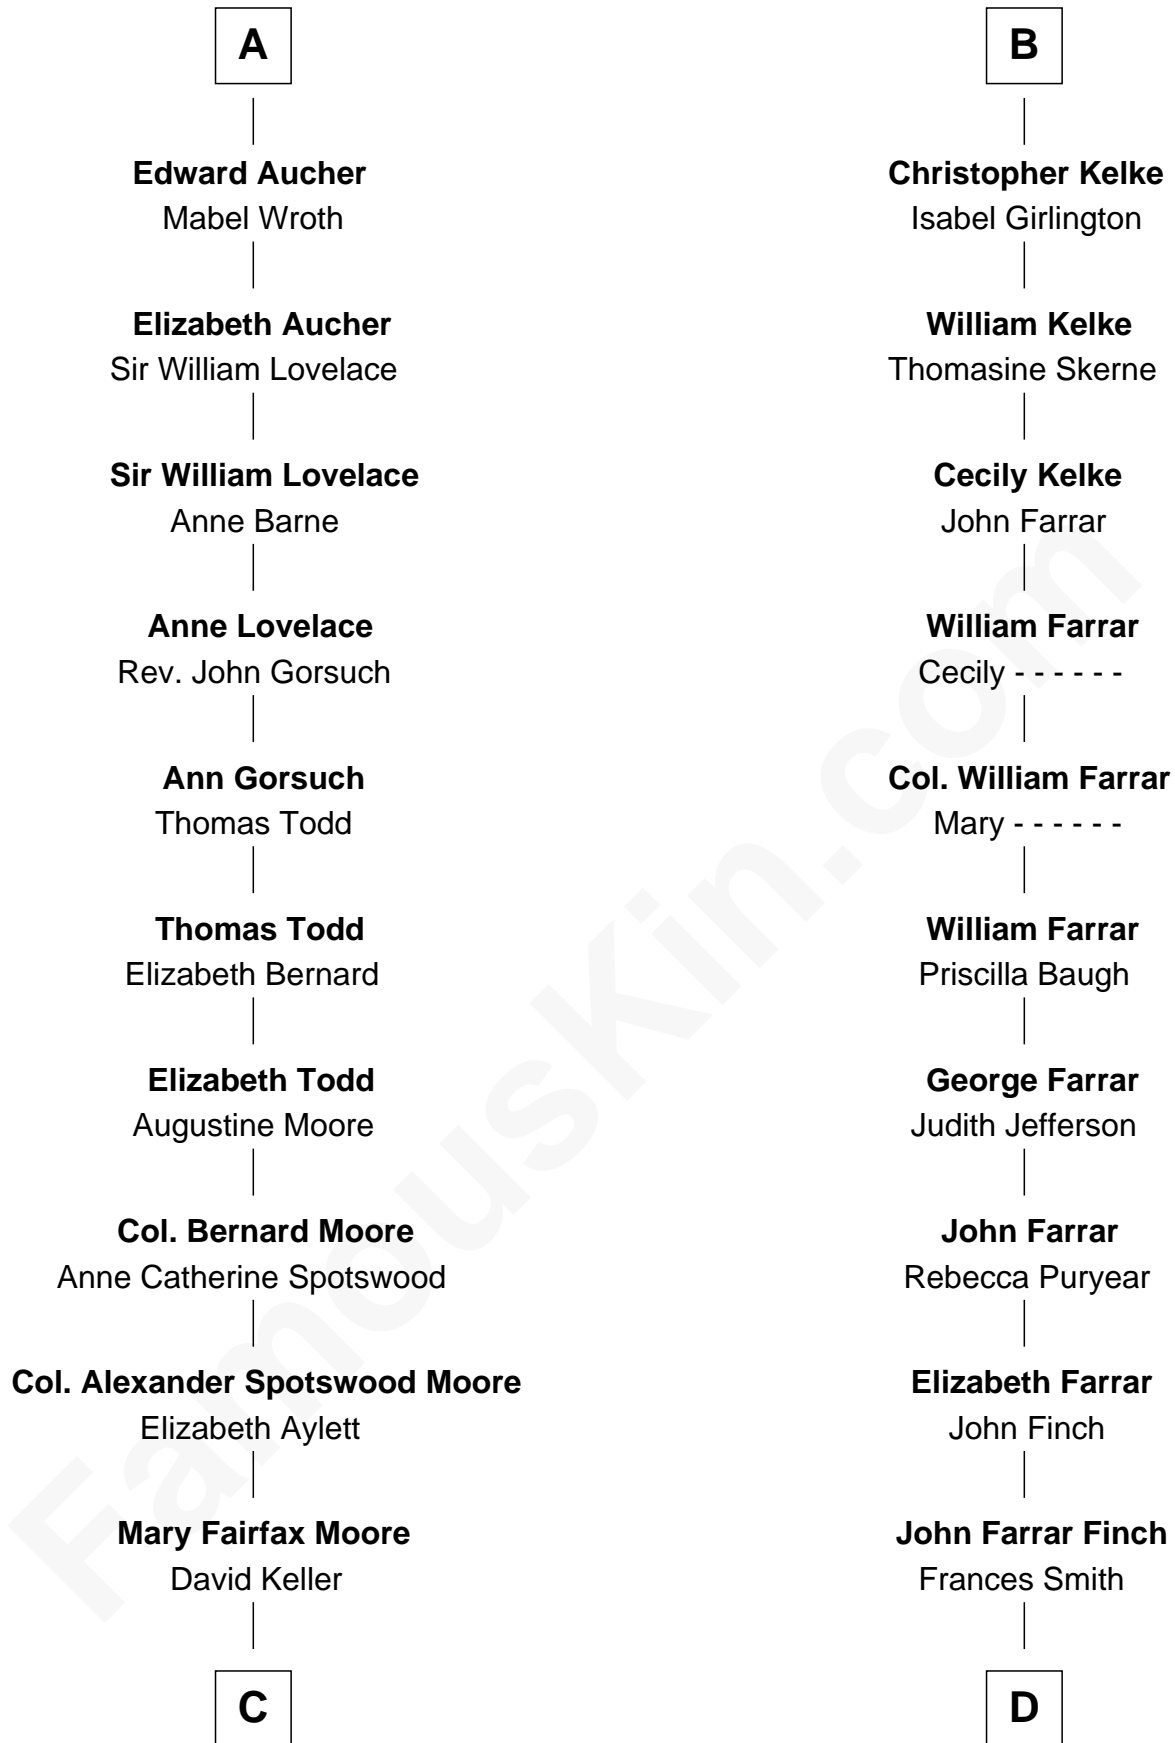 A
Edward Aucher
Mabel Wroth
Elizabeth Aucher
Sir William Lovelace
Sir William Lovelace
Anne Barne
Anne Lovelace
Rev. John Gorsuch
Ann Gorsuch
Thomas Todd
Thomas Todd
Elizabeth Bernard
Elizabeth Todd
Augustine Moore
Col. Bernard Moore
Anne Catherine Spotswood
Col. Alexander Spotswood Moore
Elizabeth Aylett
Mary Fairfax Moore
David Keller
C
B
Christopher Kelke
Isabel Girlington
William Kelke
Thomasine Skerne
Cecily Kelke
John Farrar
William Farrar
Cecily - - - - - -
Col. William Farrar
Mary - - - - - -
William Farrar
Priscilla Baugh
George Farrar
Judith Jefferson
John Farrar
Rebecca Puryear
Elizabeth Farrar
John Finch
John Farrar Finch
Frances Smith
D
FamousKin.com